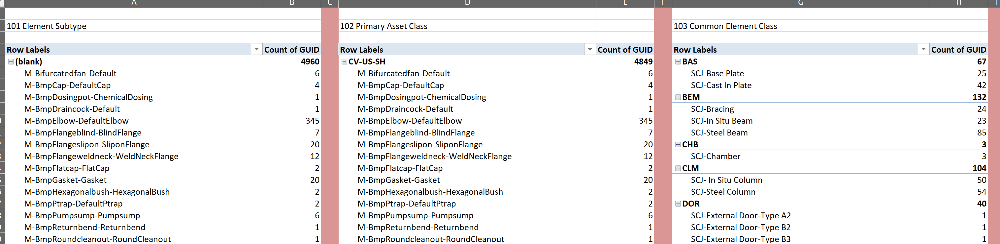 A B C D E F G H I
101 Element Subtype 102 Primary Asset Class 103 Common Element Class
Row Labels Count of GUID Row Labels Count of GUID Row Labels Count of GUID
(blank) 4960 CV-US-SH 4849 BAS 67
M-Bifurcatedfan-Default 6 M-Bifurcatedfan-Default 6 SCJ-Base Plate 25
M-BmpCap-DefaultCap 4 M-BmpCap-DefaultCap 4 SCJ-Cast In Plate 42
M-BmpDosingpot-ChemicalDosing 1 M-BmpDosingpot-ChemicalDosing 1 BEM 132
M-BmpDraincock-Default 1 M-BmpDraincock-Default 1 SCJ-Bracing 24
M-BmpElbow-DefaultElbow 345 M-BmpElbow-DefaultElbow 345 SCJ-In Situ Beam 23
M-BmpFlangeblind-BlindFlange 7 M-BmpFlangeblind-BlindFlange 7 SCJ-Steel Beam 85
M-BmpFlangeslipon-SliponFlange 20 M-BmpFlangeslipon-SliponFlange 20 CHB 3
M-BmpFlangeweldneck-WeldNeckFlange 12 M-BmpFlangeweldneck-WeldNeckFlange 12 SCJ-Chamber 3
M-BmpFlatcap-FlatCap 2 M-BmpFlatcap-FlatCap 2 CLM 104
M-BmpGasket-Gasket 20 M-BmpGasket-Gasket 20 SCJ- In Situ Column 50
M-BmpHexagonalbush-HexagonalBush 2 M-BmpHexagonalbush-HexagonalBush 2 SCJ-Steel Column 54
M-BmpPtrap-DefaultPtrap 2 M-BmpPtrap-DefaultPtrap 2 DOR 40
M-BmpPumpsump-Pumpsump 6 M-BmpPumpsump-Pumpsump 6 SCJ-External Door-Type A2 1
M-BmpReturnbend-Returnbend 1 M-BmpReturnbend-Returnbend 1 SCJ-External Door-Type B2 1
M-BmpRoundcleanout-RoundCleanout 1 M-BmpRoundcleanout-RoundCleanout 1 SCJ-External Door-Type B3 1